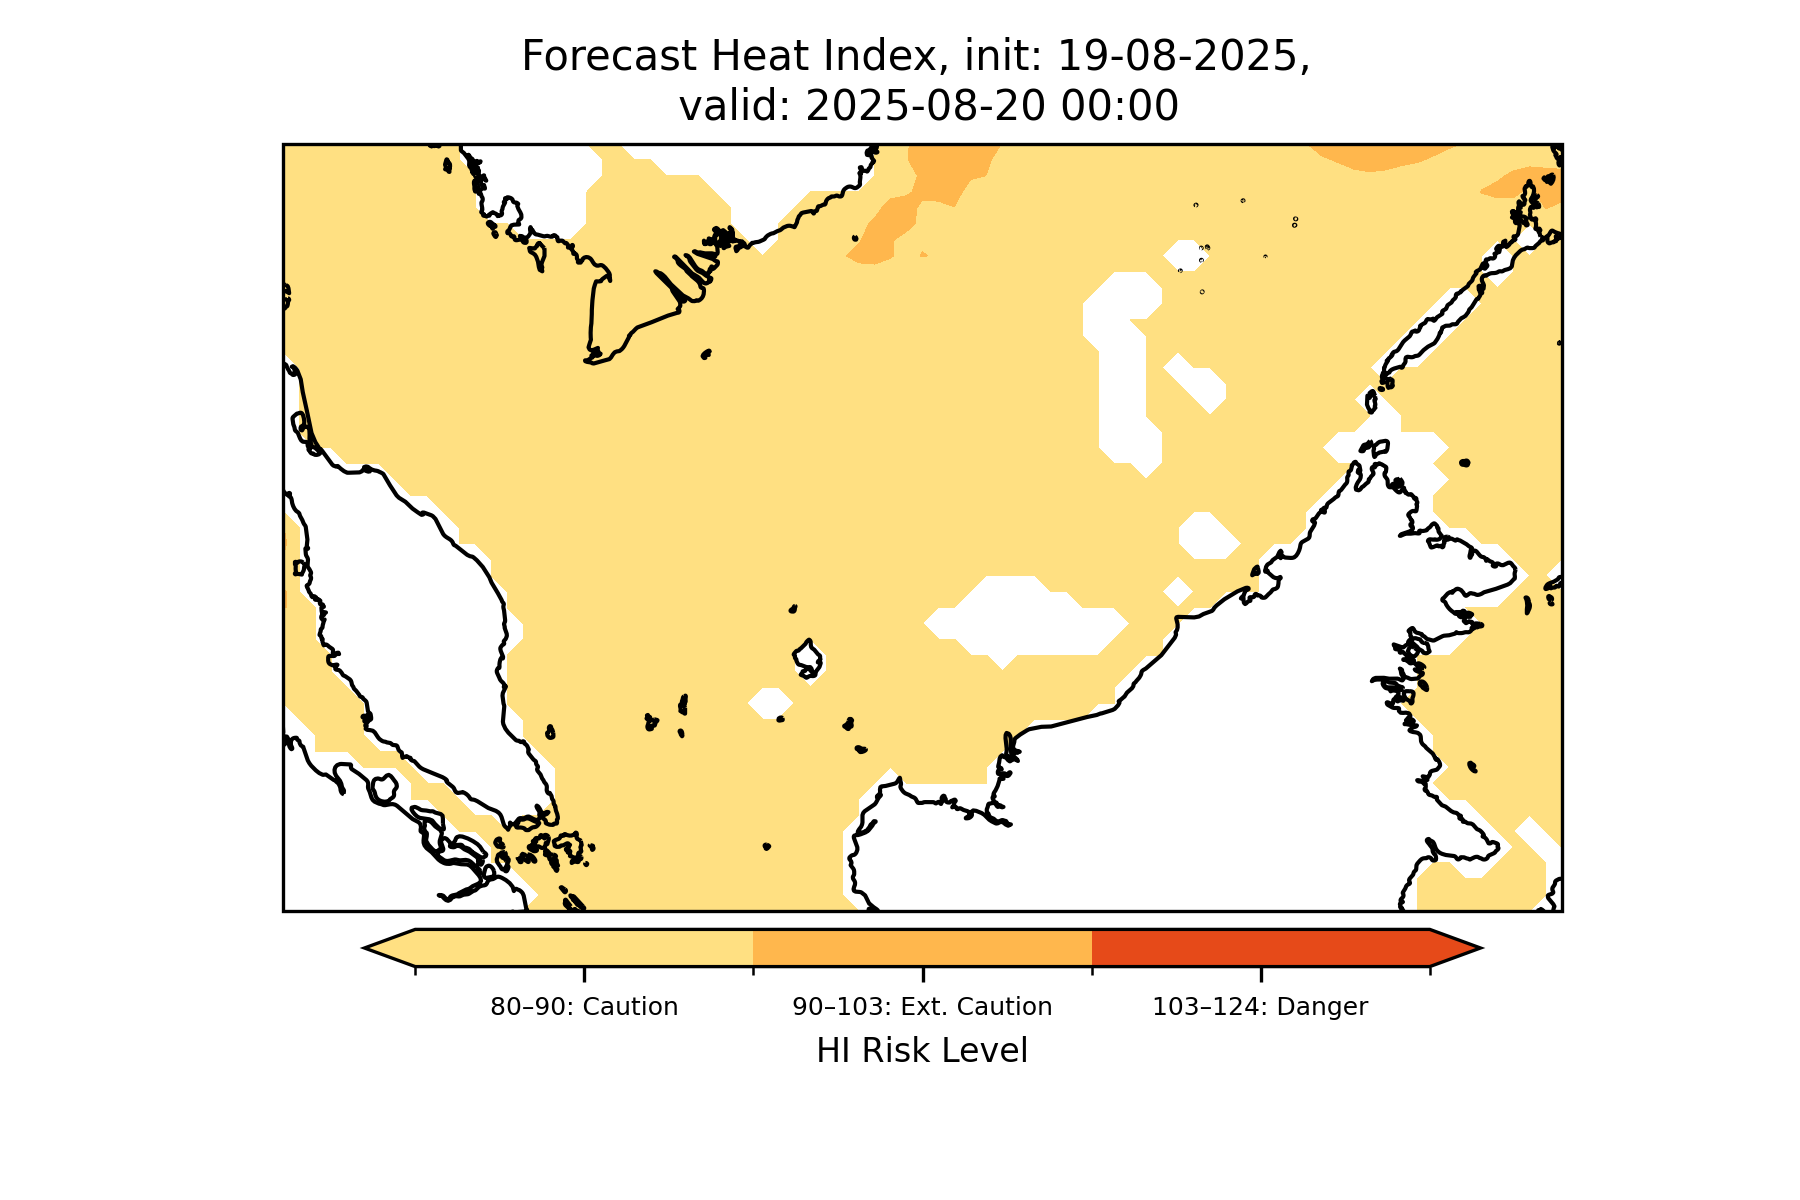 Forecast Heat Index, init: 19-08-2025,
valid: 2025-08-20 00:00
80–90: Caution
90–103: Ext. Caution
103–124: Danger
HI Risk Level